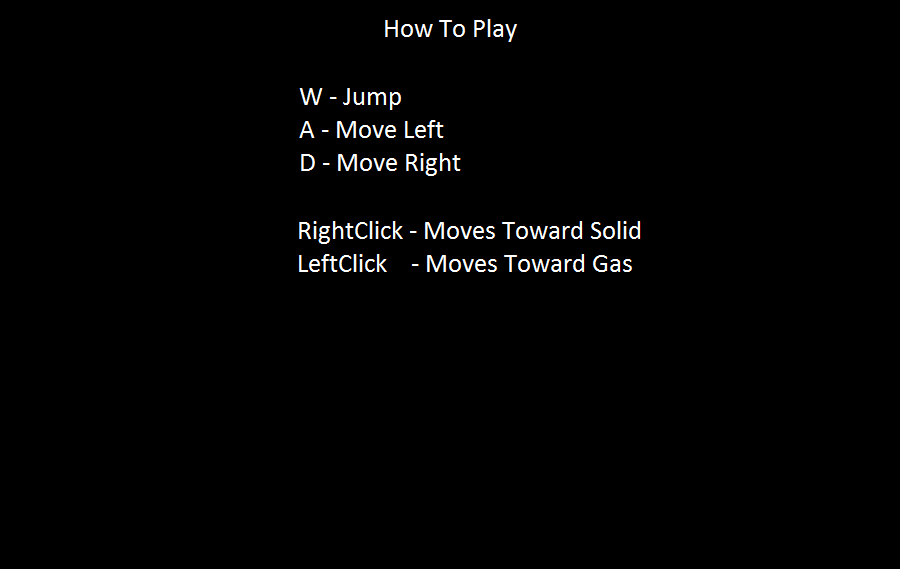 How To Play
W - Jump
A - Move Left
D - Move Right
RightClick - Moves Toward Solid
LeftClick - Moves Toward Gas